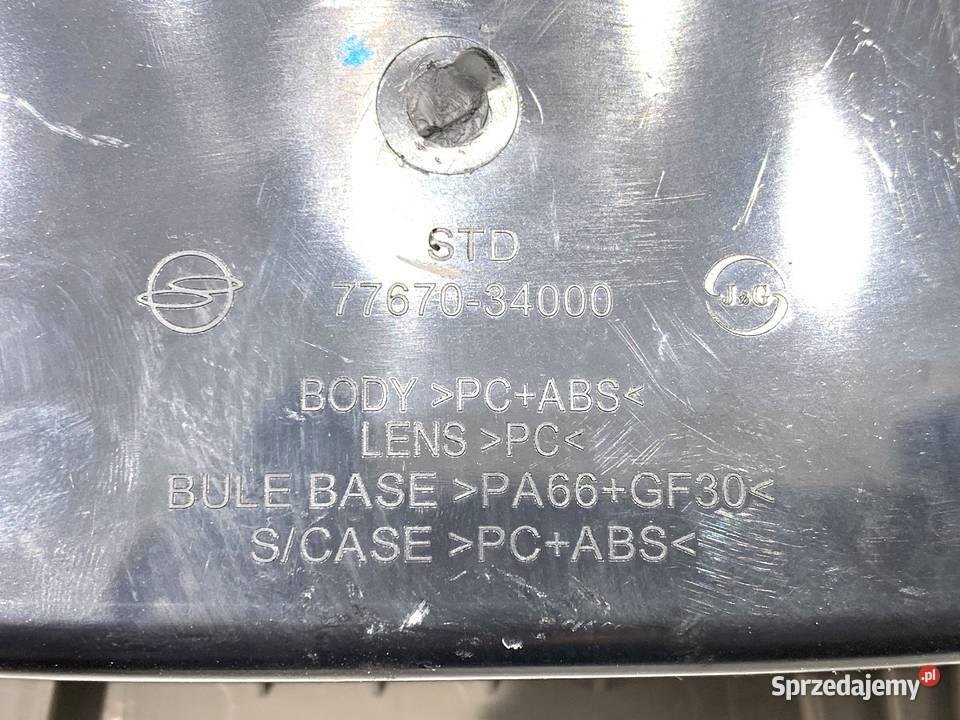 STD
77670-34000
J&G
BODY >PC+ABS<
LENS >PC<
BULE BASE >PA66+GF30<
S/CASE >PC+ABS<
Sprzedajemy.pl